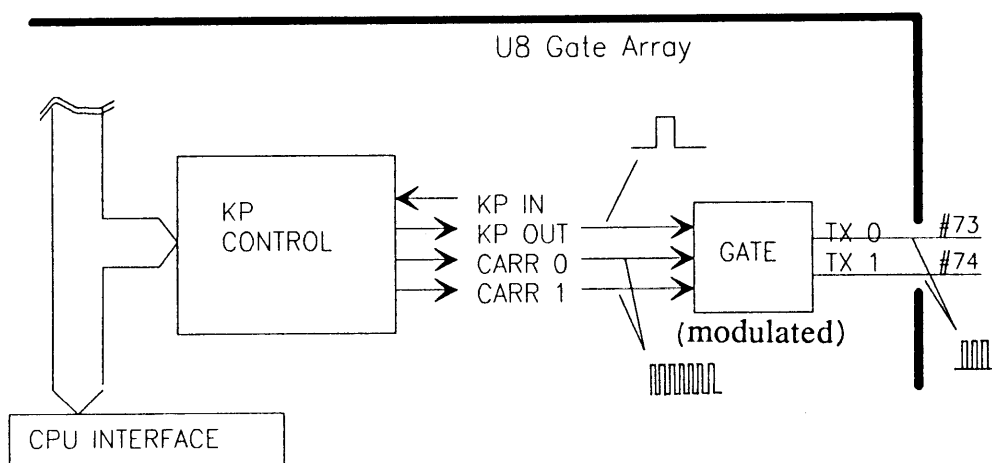 U8 Gate Array
KP
CONTROL
KP IN
KP OUT
CARR 0
CARR 1
GATE
(modulated)
TX 0
#73
TX 1
#74
CPU INTERFACE